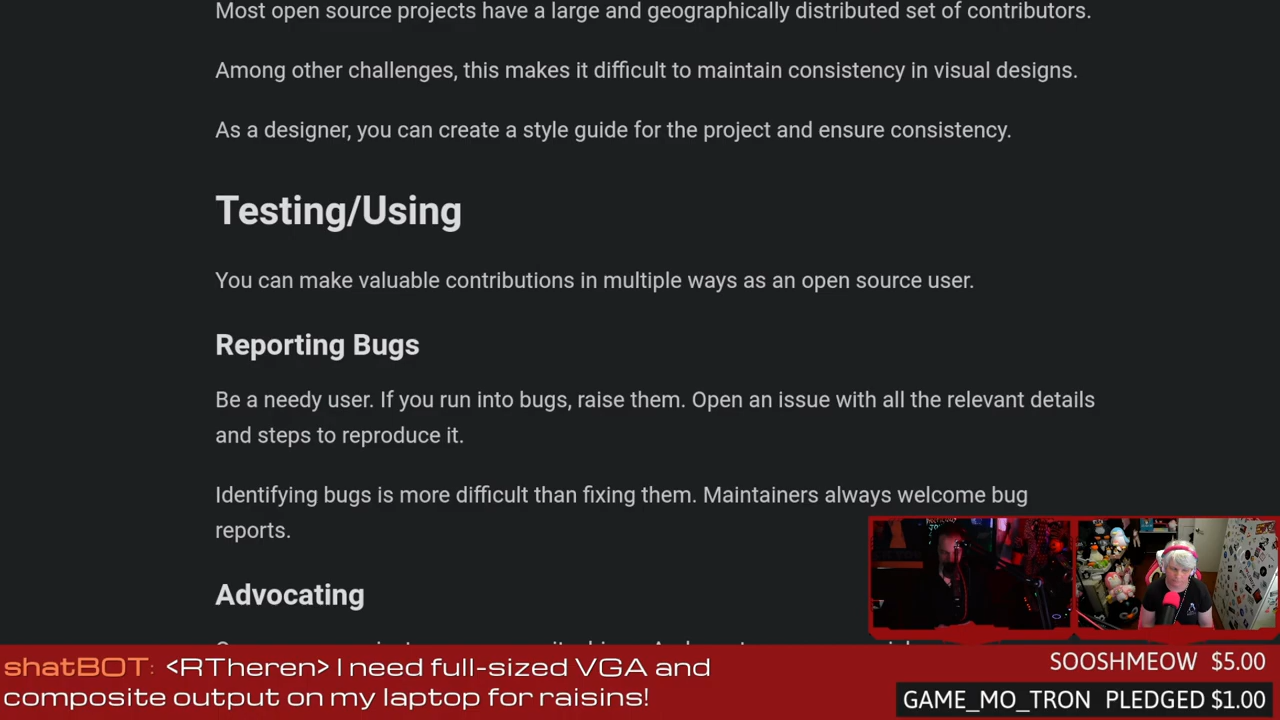 Most open source projects have a large and geographically distributed set of contributors.
Among other challenges, this makes it difficult to maintain consistency in visual designs.
As a designer, you can create a style guide for the project and ensure consistency.
Testing/Using
You can make valuable contributions in multiple ways as an open source user.
Reporting Bugs
Be a needy user. If you run into bugs, raise them. Open an issue with all the relevant details
and steps to reproduce it.
Identifying bugs is more difficult than fixing them. Maintainers always welcome bug
reports.
Advocating
shatBOT: <RTheren> I need full-sized VGA and
composite output on my laptop for raisins!
SOOSHMEOW $5.00
GAME_MO_TRON PLEDGED $1.00